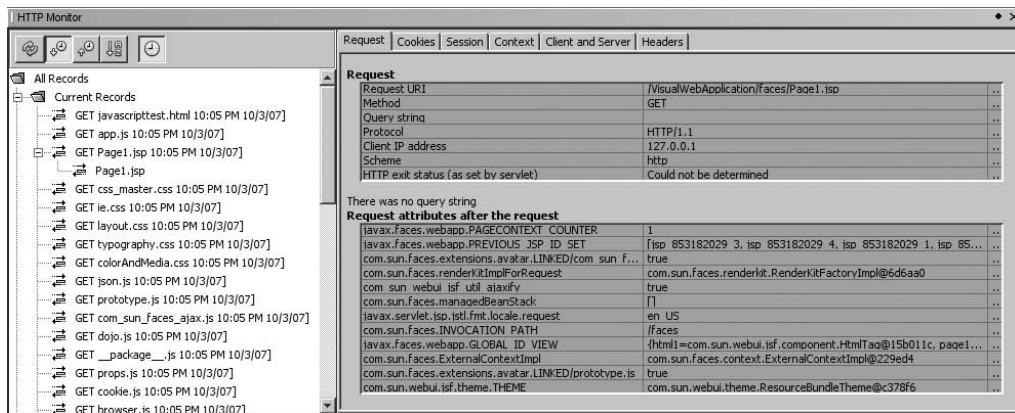 HTTP Monitor
All Records
Current Records
GET javascripttest.html 10:05 PM 10/3/07]
GET app.js 10:05 PM 10/3/07]
GET Page1.jsp 10:05 PM 10/3/07]
Page1.jsp
GET css_master.css 10:05 PM 10/3/07]
GET ie.css 10:05 PM 10/3/07]
GET layout.css 10:05 PM 10/3/07]
GET typography.css 10:05 PM 10/3/07]
GET colorAndMedia.css 10:05 PM 10/3/07]
GET json.js 10:05 PM 10/3/07]
GET prototype.js 10:05 PM 10/3/07]
GET com_sun_faces_ajax.js 10:05 PM 10/3/07]
GET dojo.js 10:05 PM 10/3/07]
GET __package__.js 10:05 PM 10/3/07]
GET props.js 10:05 PM 10/3/07]
GET cookie.js 10:05 PM 10/3/07]
GET browser.js 10:05 PM 10/3/07]
Request Cookies Session Context Client and Server Headers
Request
Request URI /VisualWebApplication/faces/Page1.jsp ..
Method GET ..
Query string ..
Protocol HTTP/1.1 ..
Client IP address 127.0.0.1 ..
Scheme http ..
HTTP exit status (as set by servlet) Could not be determined ..
There was no query string
Request attributes after the request
javax.faces.webapp.PAGECONTEXT_COUNTER 1 ..
javax.faces.webapp.PREVIOUS_JSP_ID_SET [jsp_853182029_3, jsp_853182029_4, jsp_853182029_1, jsp_85... ..
com.sun.faces.extensions.avatar.LINKED/com_sun_f... true ..
com.sun.faces.renderKitImplForRequest com.sun.faces.renderkit.RenderKitFactoryImpl@6d6aa0 ..
com_sun_webui_jsf_util_ajaxify true ..
com.sun.faces.managedBeanStack [] ..
javax.servlet.jsp.jstl.fmt.locale.request en_US ..
com.sun.faces.INVOCATION_PATH /faces ..
javax.faces.webapp.GLOBAL_ID_VIEW {html1=com.sun.webui.jsf.component.HtmlTag@15b011c, page1... ..
com.sun.faces.ExternalContextImpl com.sun.faces.context.ExternalContextImpl@229ed4 ..
com.sun.faces.extensions.avatar.LINKED/prototype.js true ..
com.sun.webui.jsf.theme.THEME com.sun.webui.theme.ResourceBundleTheme@c378f6 ..